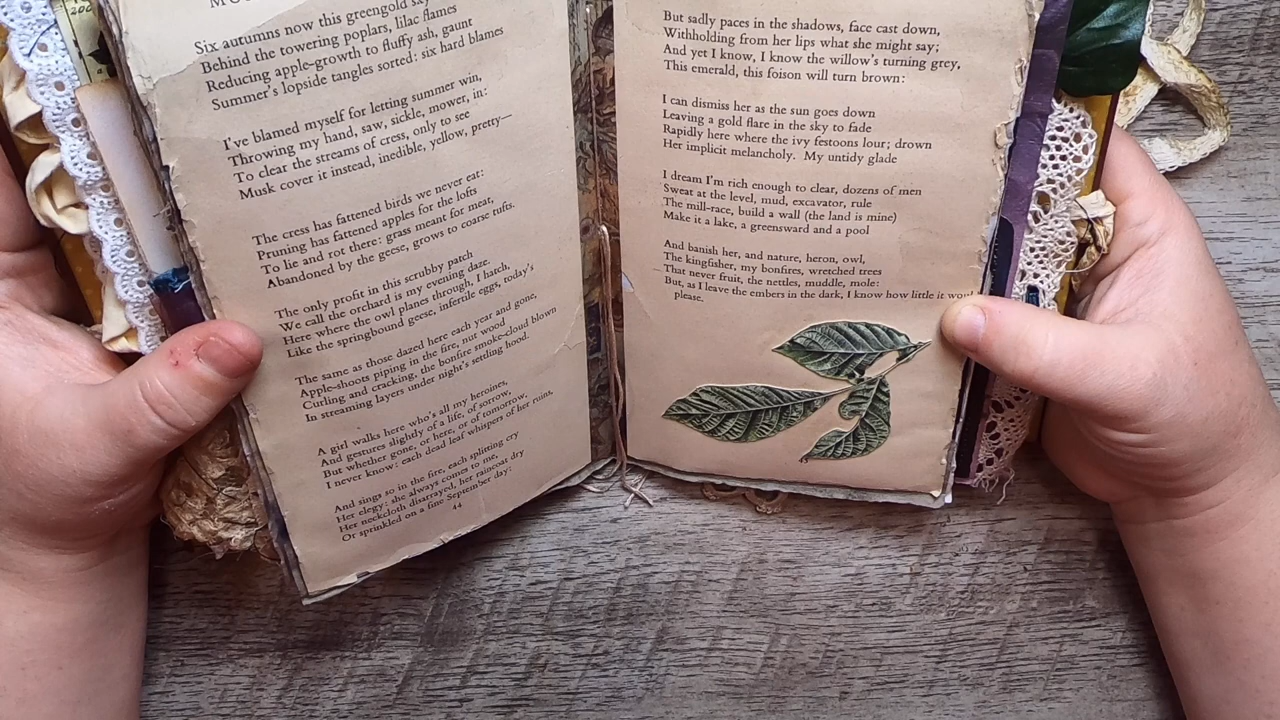 Six autumns now this greengold
Behind the towering poplars, lilac flames
Reducing apple-growth to fluffy ash, gaunt
Summer's lopside tangles sorted: six hard blames
I've blamed myself for letting summer win,
Throwing my hand, saw, sickle, mower, in:
To clear the streams of cress, only to see
Musk cover it instead, inedible, yellow, pretty—
The cress has fattened birds we never eat:
Pruning has fattened apples for the lofts
To lie and rot there: grass meant for meat,
Abandoned by the geese, grows to coarse tufts.
The only profit in this scrubby patch
We call the orchard is my evening daze.
Here where the owl planes through, I hatch,
Like the springbound geese, infertile eggs, today's
The same as those dazed here each year and gone,
Apple-shoots piping in the fire, nut wood
Curling and cracking, the bonfire smoke-cloud blown
In streaming layers under night's settling hood.
A girl walks here who's all my heroines,
And gestures slightly of a life, of sorrow,
But whether gone, or here, or of tomorrow,
I never know: each dead leaf whispers of her ruins,
And sings so in the fire, each splitting cry
Her elegy: she always comes to me,
Her neckcloth disarrayed, her raincoat dry
Or sprinkled on a fine September day:
44
But sadly paces in the shadows, face cast down,
Withholding from her lips what she might say;
And yet I know, I know the willow's turning grey,
This emerald, this foison will turn brown:
I can dismiss her as the sun goes down
Leaving a gold flare in the sky to fade
Rapidly here where the ivy festoons lour; drown
Her implicit melancholy. My untidy glade
I dream I'm rich enough to clear, dozens of men
Sweat at the level, mud, excavator, rule
The mill-race, build a wall (the land is mine)
Make it a lake, a greensward and a pool
And banish her, and nature, heron, owl,
The kingfisher, my bonfires, wretched trees
That never fruit, the nettles, muddle, mole:
But, as I leave the embers in the dark, I know how little it
please.